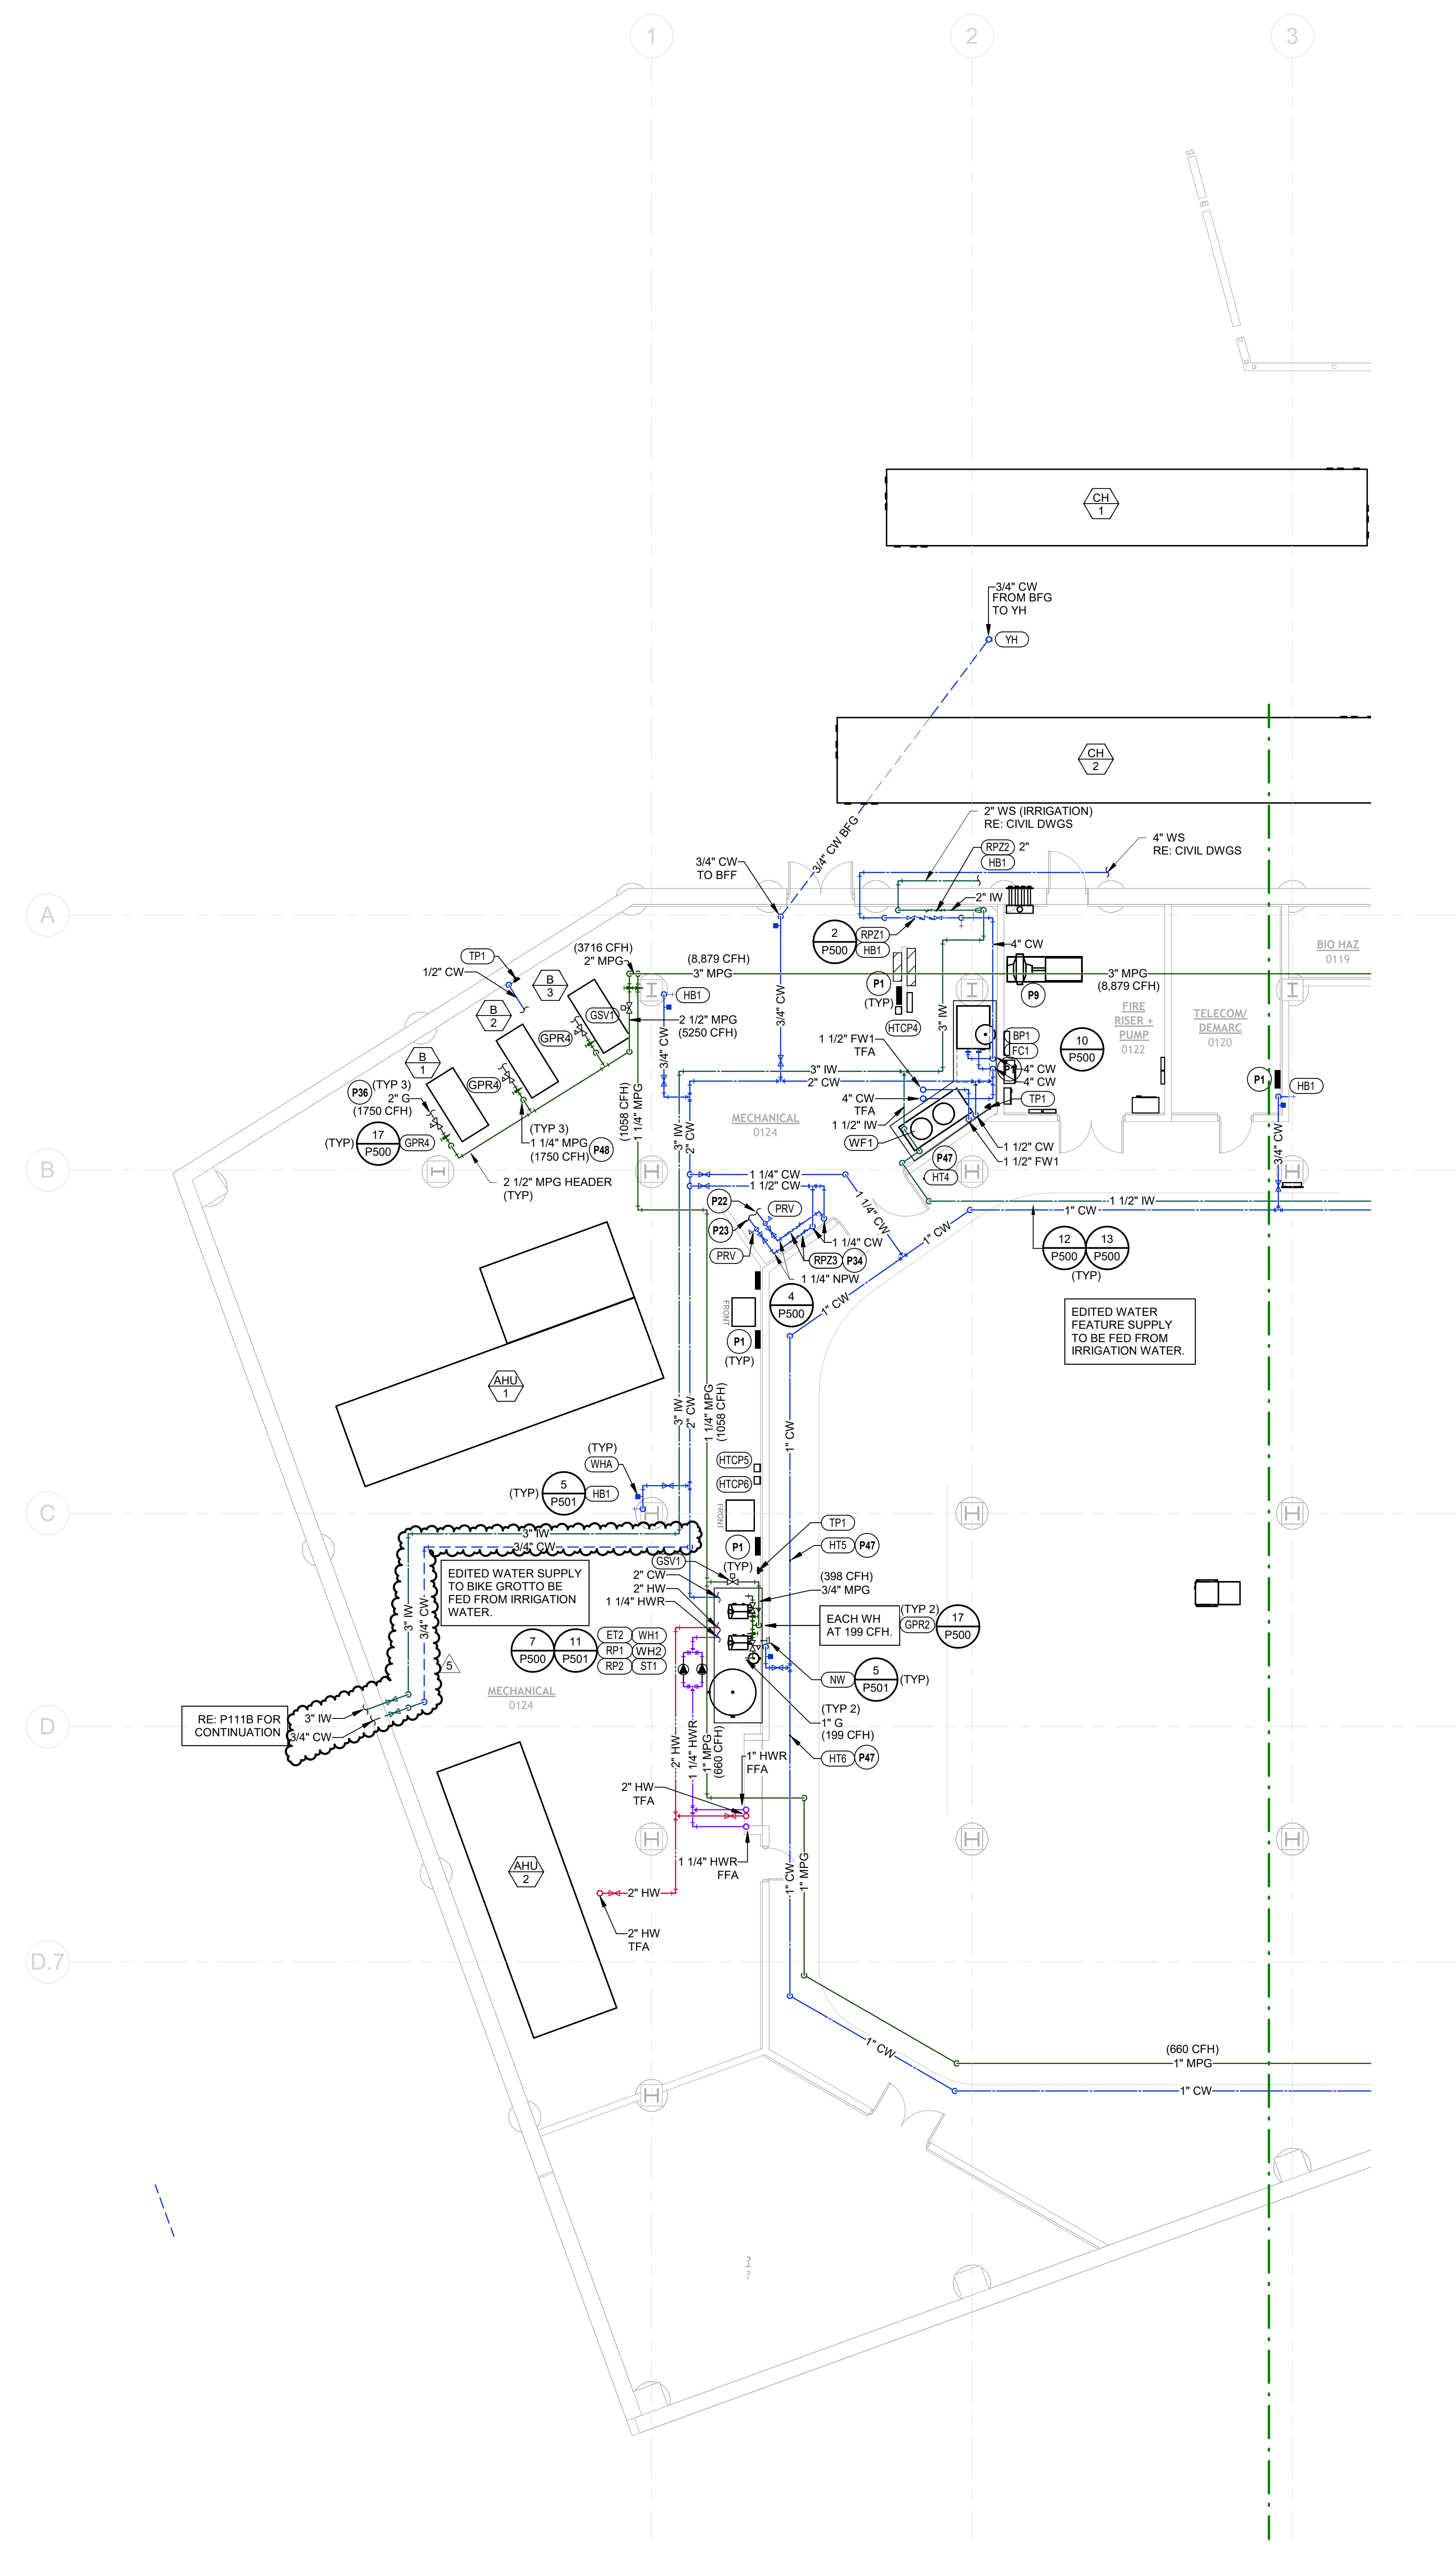 1
2
3
CH
1
3/4" CW
FROM BFG
TO YH
YH
CH
2
2" WS (IRRIGATION)
RE: CIVIL DWGS
3/4" CW BFG
RPZ2 2"
HB1
4" WS
RE: CIVIL DWGS
3/4" CW
TO BFF
A
2" IW
2
P500
RPZ1
HB1
4" CW
BIO HAZ
0119
TP1
1/2" CW
(3716 CFH)
2" MPG
(8,879 CFH)
3" MPG
3" MPG
(8,879 CFH)
B
3
P1
(TYP)
P9
HB1
B
2
GSV1
2 1/2" MPG
(5250 CFH)
3/4" CW
3/4" CW
HTCP4
3" IW
FIRE
RISER +
PUMP
0122
TELECOM/
DEMARC
0120
GPR4
GPR4
B
1
1 1/2" FW1
TFA
BP1
FC1
10
P500
3" IW
2" CW
4" CW
4" CW
P1
HB1
P36
(TYP 3)
2" G
(1750 CFH)
4" CW
TFA
1 1/2" IW
TP1
(1058 CFH)
1 1/4" MPG
MECHANICAL
0124
(TYP)
17
P500
GPR4
(TYP 3)
1 1/4" MPG
(1750 CFH)
P48
3" IW
2" CW
WF1
1 1/2" CW
1 1/2" FW1
P47
HT4
3/4" CW
B
2 1/2" MPG HEADER
(TYP)
1 1/4" CW
1 1/2" CW
1 1/4" CW
P22
PRV
P23
1 1/2" IW
1" CW
1" CW
PRV
1 1/4" CW
RPZ3
P34
1 1/4" NPW
12
P500
13
P500
(TYP)
4
P500
1" CW
FRONT
P1
(TYP)
EDITED WATER
FEATURE SUPPLY
TO BE FED FROM
IRRIGATION WATER.
AHU
1
3" IW
2" CW
1 1/4" MPG
(1058 CFH)
1" CW
(TYP)
WHA
HTCP5
HTCP6
(TYP)
5
P501
HB1
C
FRONT
3" IW
3/4" CW
P1
(TYP)
TP1
HT5
P47
GSV1
EDITED WATER SUPPLY
TO BIKE GROTTO BE
FED FROM IRRIGATION
WATER.
2" CW
2" HW
1 1/4" HWR
(398 CFH)
3/4" MPG
EACH WH
AT 199 CFH.
(TYP 2)
GPR2
17
P500
3" IW
3/4" CW
7
P500
11
P501
ET2
WH1
RP1
WH2
RP2
ST1
5
NW
5
P501
(TYP)
MECHANICAL
0124
(TYP 2)
1" G
(199 CFH)
RE: P111B FOR
CONTINUATION
3" IW
3/4" CW
D
2" HW
1 1/4" HWR
1" MPG
(660 CFH)
1" HWR
FFA
HT6
P47
2" HW
TFA
1 1/4" HWR
FFA
AHU
2
1" CW
1" MPG
2" HW
2" HW
TFA
D.7
1" CW
(660 CFH)
1" MPG
1" CW
?
?